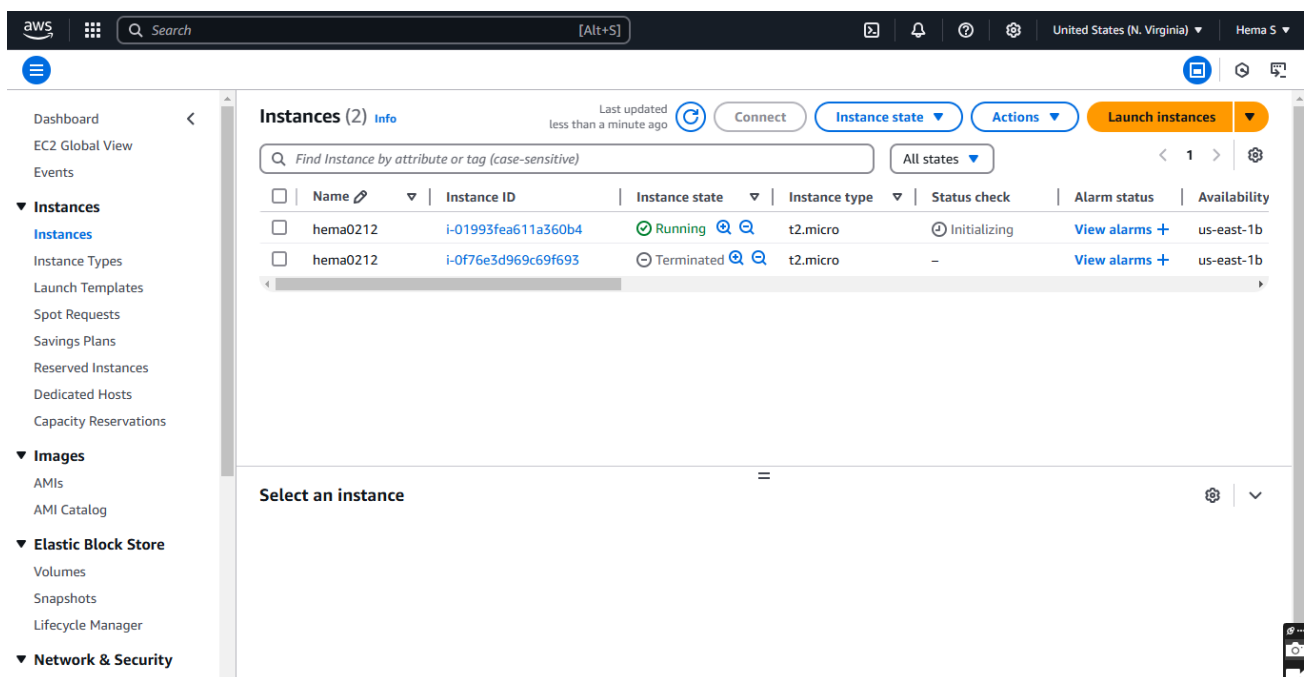 aws
Search [Alt+S]
United States (N. Virginia)
Hema S
Dashboard
EC2 Global View
Events
Instances
Instances
Instance Types
Launch Templates
Spot Requests
Savings Plans
Reserved Instances
Dedicated Hosts
Capacity Reservations
Images
AMIs
AMI Catalog
Elastic Block Store
Volumes
Snapshots
Lifecycle Manager
Network & Security
Instances (2) Info
Last updated
less than a minute ago
Connect
Instance state
Actions
Launch instances
Find Instance by attribute or tag (case-sensitive)
All states
1
Name Instance ID Instance state Instance type Status check Alarm status Availability
hema0212 i-01993fea611a360b4 Running t2.micro Initializing View alarms + us-east-1b
hema0212 i-0f76e3d969c69f693 Terminated t2.micro – View alarms + us-east-1b
Select an instance